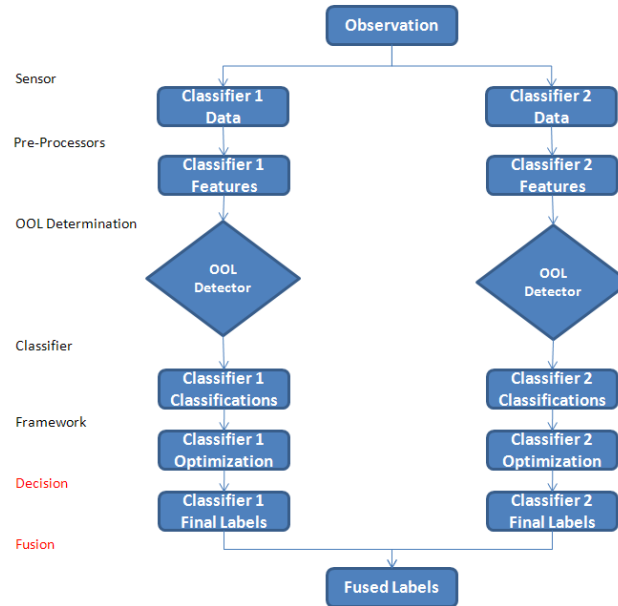 Observation
Sensor
Classifier 1
Data
Classifier 2
Data
Pre-Processors
Classifier 1
Features
Classifier 2
Features
OOL Determination
OOL
Detector
OOL
Detector
Classifier
Classifier 1
Classifications
Classifier 2
Classifications
Framework
Classifier 1
Optimization
Classifier 2
Optimization
Decision
Classifier 1
Final Labels
Classifier 2
Final Labels
Fusion
Fused Labels